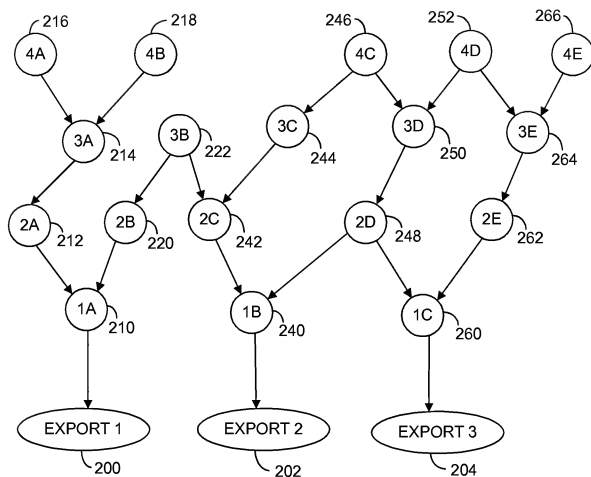 216 218 246 252 266
4A 4B 4C 4D 4E
3A 3B 3C 3D 3E
214 222 244 250 264
2A 2B 2C 2D 2E
212 220 242 248 262
1A 1B 1C
210 240 260
EXPORT 1 EXPORT 2 EXPORT 3
200 202 204